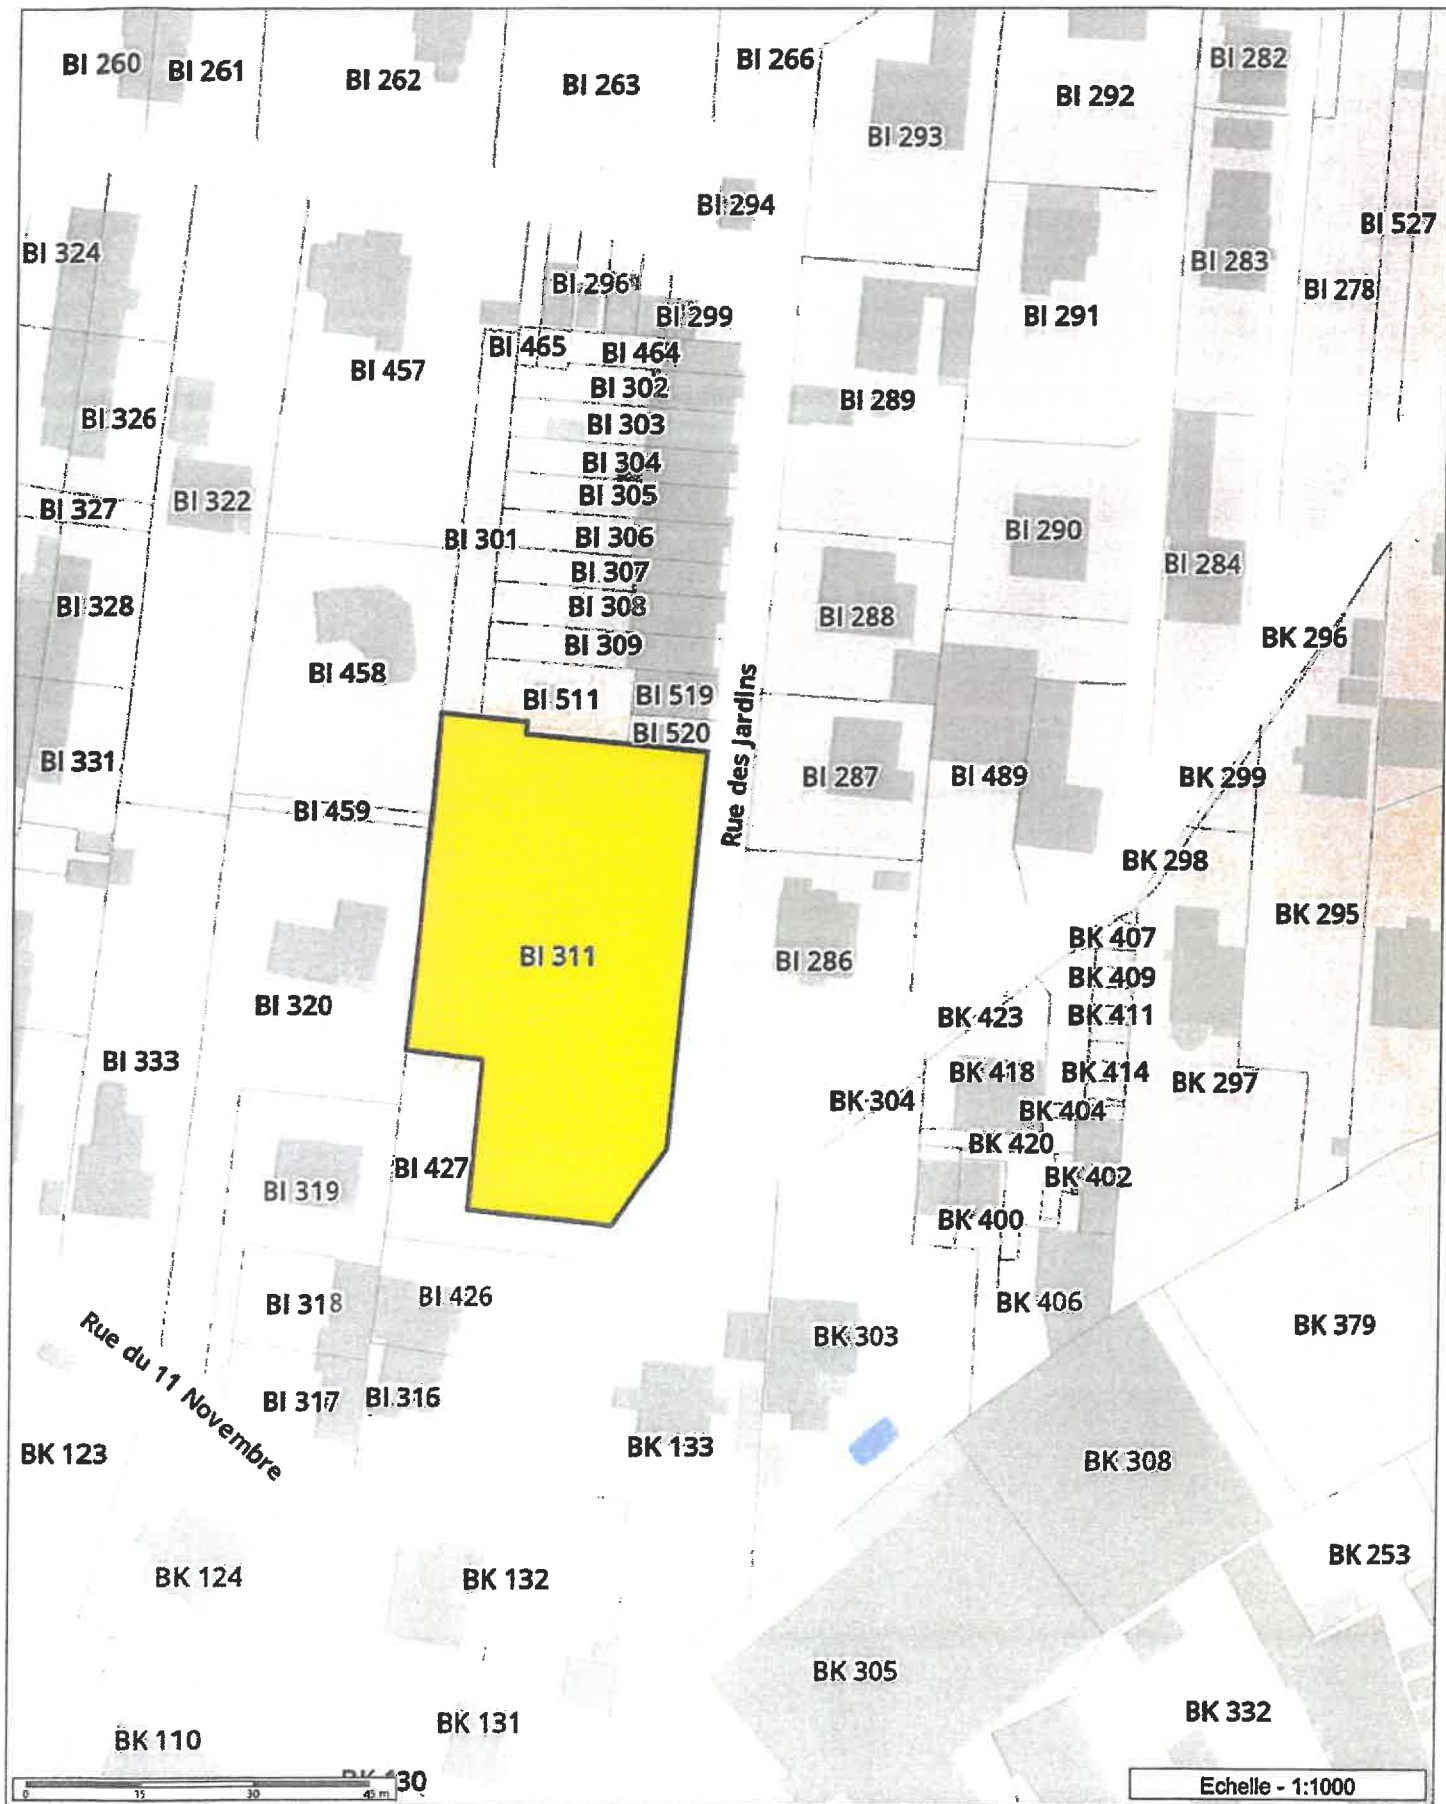 BI 260
BI 261
BI 262
BI 263
BI 266
BI 293
BI 292
BI 282
BI 294
BI 324
BI 296
BI 299
BI 291
BI 283
BI 527
BI 278
BI 465
BI 464
BI 457
BI 302
BI 289
BI 326
BI 303
BI 304
BI 327
BI 322
BI 305
BI 301
BI 306
BI 290
BI 307
BI 284
BI 328
BI 308
BI 288
BI 309
BK 296
BI 458
BI 511
BI 519
BI 520
Rue des Jardins
BI 331
BI 287
BI 489
BK 299
BI 459
BK 298
BI 311
BI 286
BK 407
BK 295
BK 409
BI 320
BK 423
BK 411
BI 333
BK 418
BK 414
BK 297
BK 304
BK 404
BK 420
BI 427
BK 402
BI 319
BK 400
BI 318
BI 426
BK 406
BK 303
BK 379
Rue du 11 Novembre
BI 317
BI 316
BK 123
BK 133
BK 308
BK 124
BK 132
BK 253
BK 305
BK 110
BK 131
BK 332
BK 130
0 15 30 45 m
Echelle - 1:1000